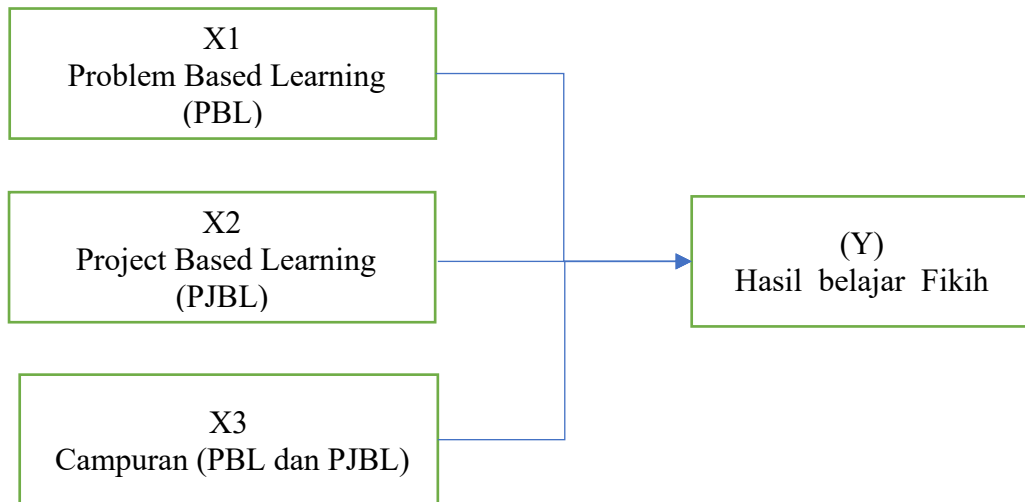 X1
Problem Based Learning
(PBL)
X2
Project Based Learning
(PJBL)
X3
Campuran (PBL dan PJBL)
(Y)
Hasil belajar Fikih